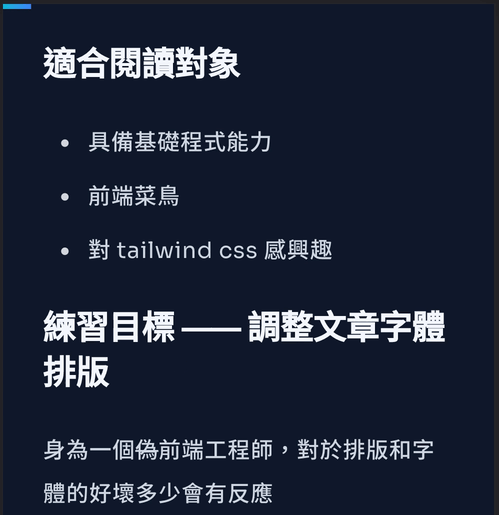 適合閱讀對象
具備基礎程式能力
前端菜鳥
對 tailwind css 感興趣
練習目標 —— 調整文章字體
排版
身為一個偽前端工程師，對於排版和字
體的好壞多少會有反應